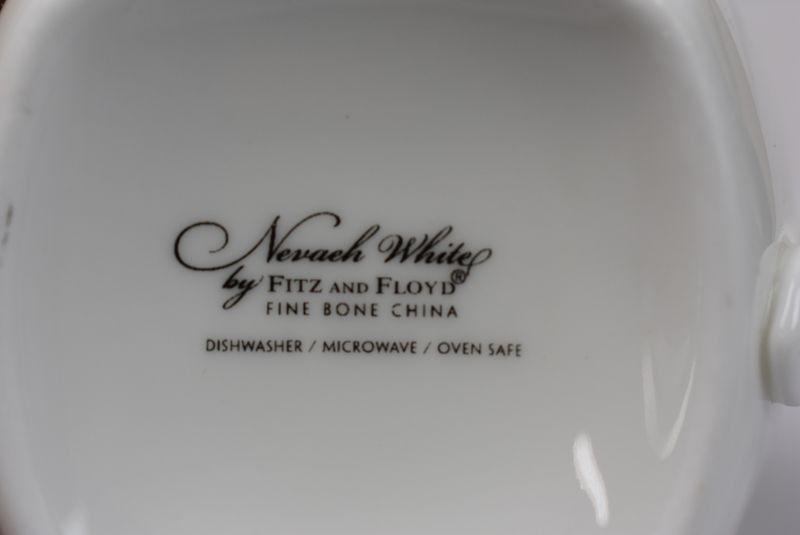 Nevaeh White
by FITZ AND FLOYD®
FINE BONE CHINA
DISHWASHER / MICROWAVE / OVEN SAFE